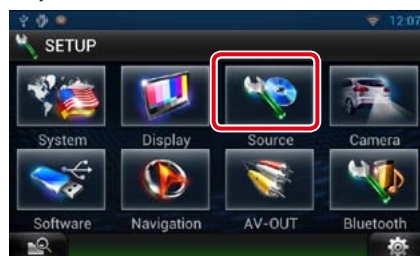 12:07
SETUP
System Display Source Camera
Software Navigation AV-OUT Bluetooth